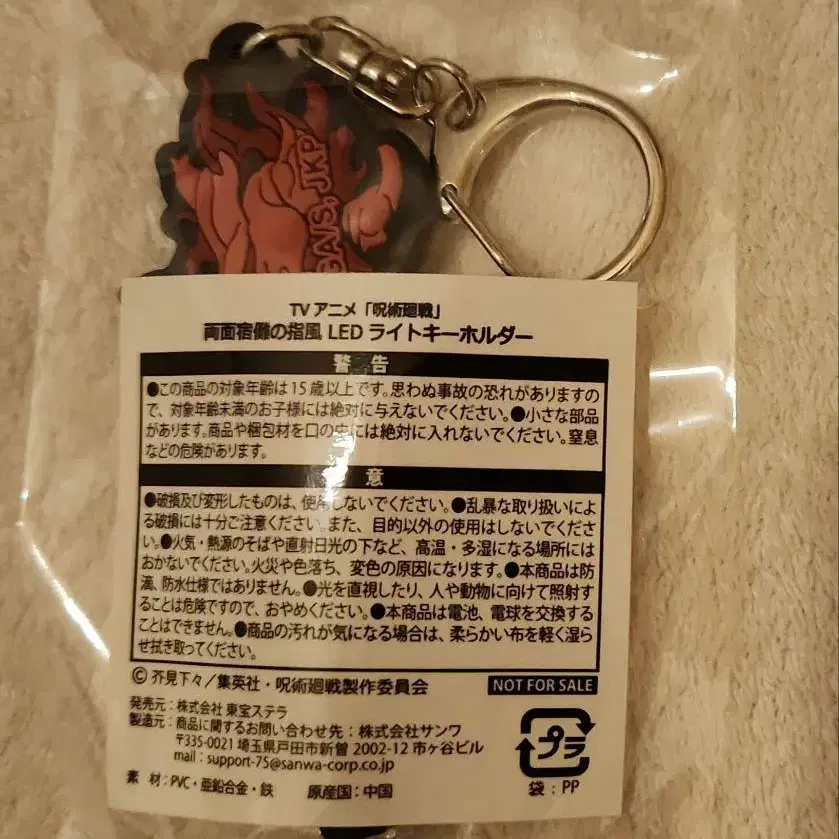 GAIS, JKP
TVアニメ「呪術廻戦」
両面宿儺の指風 LED ライトキーホルダー
警 告
●この商品の対象年齢は15歳以上です。思わぬ事故の恐れがありますの
で、対象年齢未満のお子様には絶対に与えないでください。●小さな部品
があります。商品や梱包材を口の中には絶対に入れないでください。窒息
などの危険があります。
意
●破損及び変形したものは、使用しないでください。●乱暴な取り扱いによ
る破損には十分ご注意ください。また、目的以外の使用はしないでくださ
い。●火気・熱源のそばや直射日光の下など、高温・多湿になる場所には
おかないでください。火災や色落ち、変色の原因になります。●本商品は防
滴、防水仕様ではありません。●光を直視したり、人や動物に向けて照射す
ることは危険ですので、おやめください。●本商品は電池、電球を交換する
ことはできません。●商品の汚れが気になる場合は、柔らかい布を軽く湿ら
せ拭き取ってください。
©芥見下々/集英社・呪術廻戦製作委員会
NOT FOR SALE
発売元：株式会社 東宝ステラ
製造元：商品に関するお問い合わせ先：株式会社サンワ
〒335-0021 埼玉県戸田市新曽 2002-12 市ヶ谷ビル
mail：support-75@sanwa-corp.co.jp
素 材：PVC・亜鉛合金・鉄 原産国：中国
プラ
袋：PP